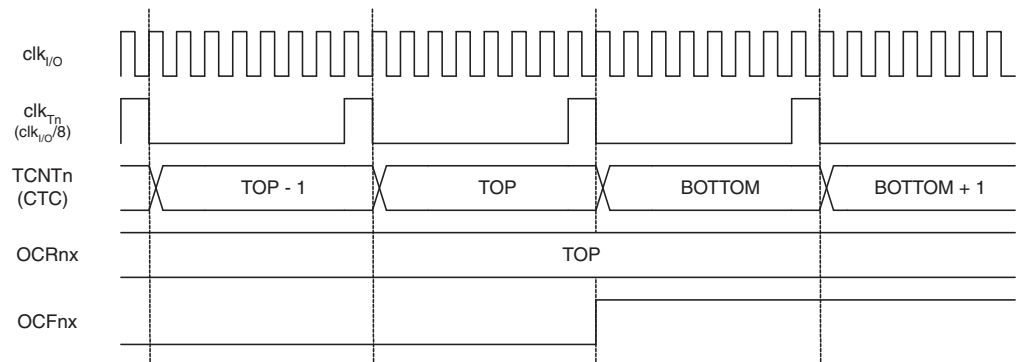 clkI/O
clkTn
(clkI/O/8)
TCNTn
(CTC)
TOP - 1 TOP BOTTOM BOTTOM + 1
OCRnx TOP
OCFnx